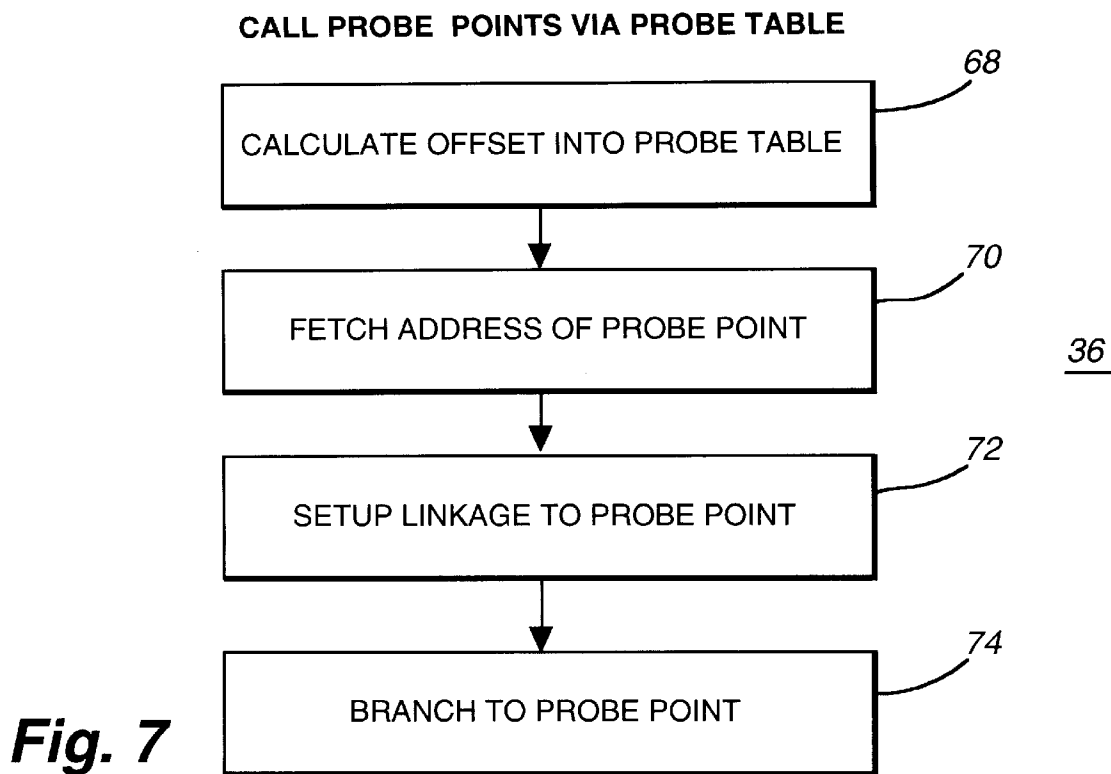 CALL PROBE POINTS VIA PROBE TABLE
68
CALCULATE OFFSET INTO PROBE TABLE
70
FETCH ADDRESS OF PROBE POINT
36
72
SETUP LINKAGE TO PROBE POINT
74
BRANCH TO PROBE POINT
Fig. 7